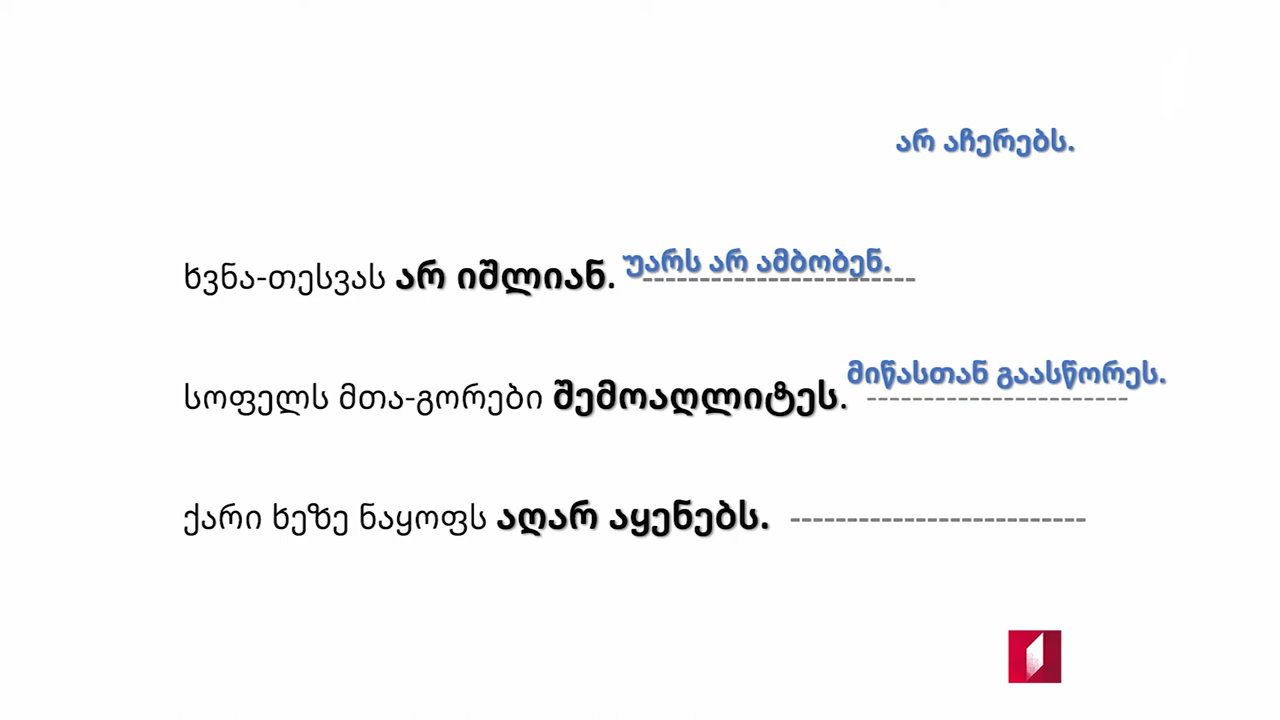 არ აჩერებს.
ხვნა-თესვას არ იშლიან. უარს არ ამბობენ. ------------------------
სოფელს მთა-გორები შემოაღლიტეს. მიწასთან გაასწორეს. -----------------------
ქარი ხეზე ნაყოფს აღარ აყენებს. --------------------------